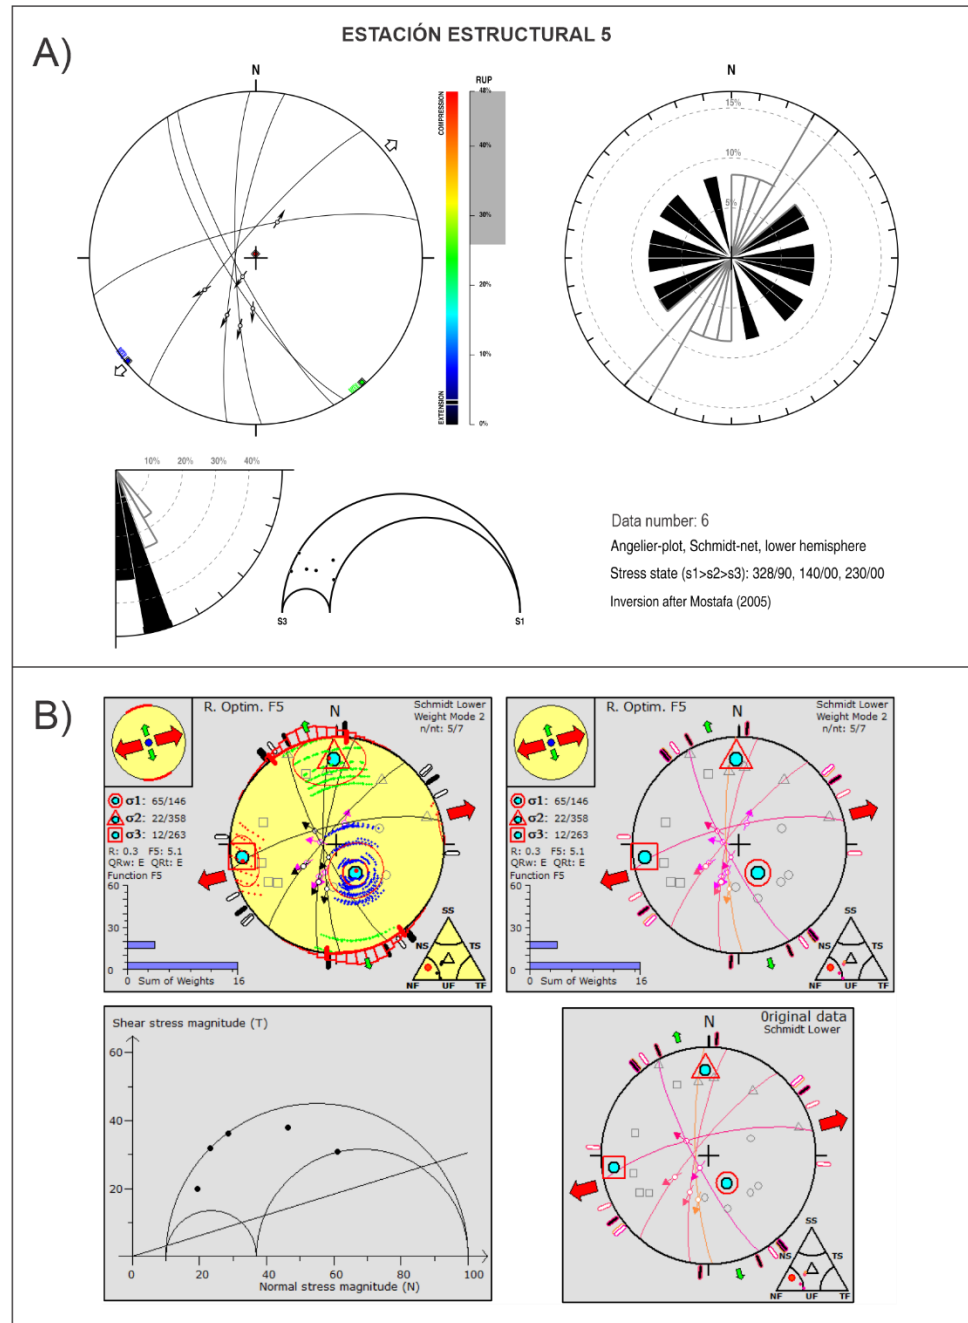 ESTACIÓN ESTRUCTURAL 5
A)
N
RUP
48%
40%
30%
20%
10%
0%
COMPRESSION
EXTENSION
N
15%
10%
5%
10% 20% 30% 40%
S3
S1
Data number: 6
Angelier-plot, Schmidt-net, lower hemisphere
Stress state (s1>s2>s3): 328/90, 140/00, 230/00
Inversion after Mostafa (2005)
B)
R. Optim. F5
N
Schmidt Lower
Weight Mode 2
n/nt: 5/7
σ1: 65/146
σ2: 22/358
σ3: 12/263
R: 0.3 F5: 5.1
QRw: E QRt: E
Function F5
60
30
0
0 Sum of Weights 16
SS
NS TS
NF UF TF
R. Optim. F5
N
Schmidt Lower
Weight Mode 2
n/nt: 5/7
σ1: 65/146
σ2: 22/358
σ3: 12/263
R: 0.3 F5: 5.1
QRw: E QRt: E
Function F5
60
30
0
0 Sum of Weights 16
SS
NS TS
NF UF TF
Shear stress magnitude (T)
60
40
20
0 20 40 60 80 100
Normal stress magnitude (N)
Original data
Schmidt Lower
N
SS
NS TS
NF UF TF